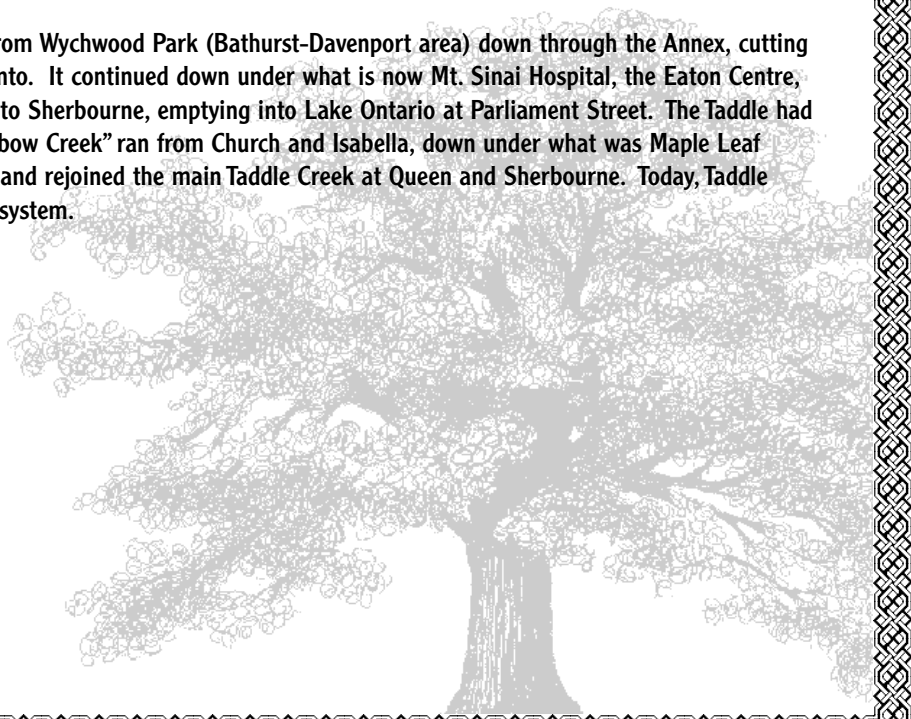 rom Wychwood Park (Bathurst-Davenport area) down through the Annex, cutting
nto. It continued down under what is now Mt. Sinai Hospital, the Eaton Centre,
to Sherbourne, emptying into Lake Ontario at Parliament Street. The Taddle had
bow Creek” ran from Church and Isabella, down under what was Maple Leaf
and rejoined the main Taddle Creek at Queen and Sherbourne. Today, Taddle
system.